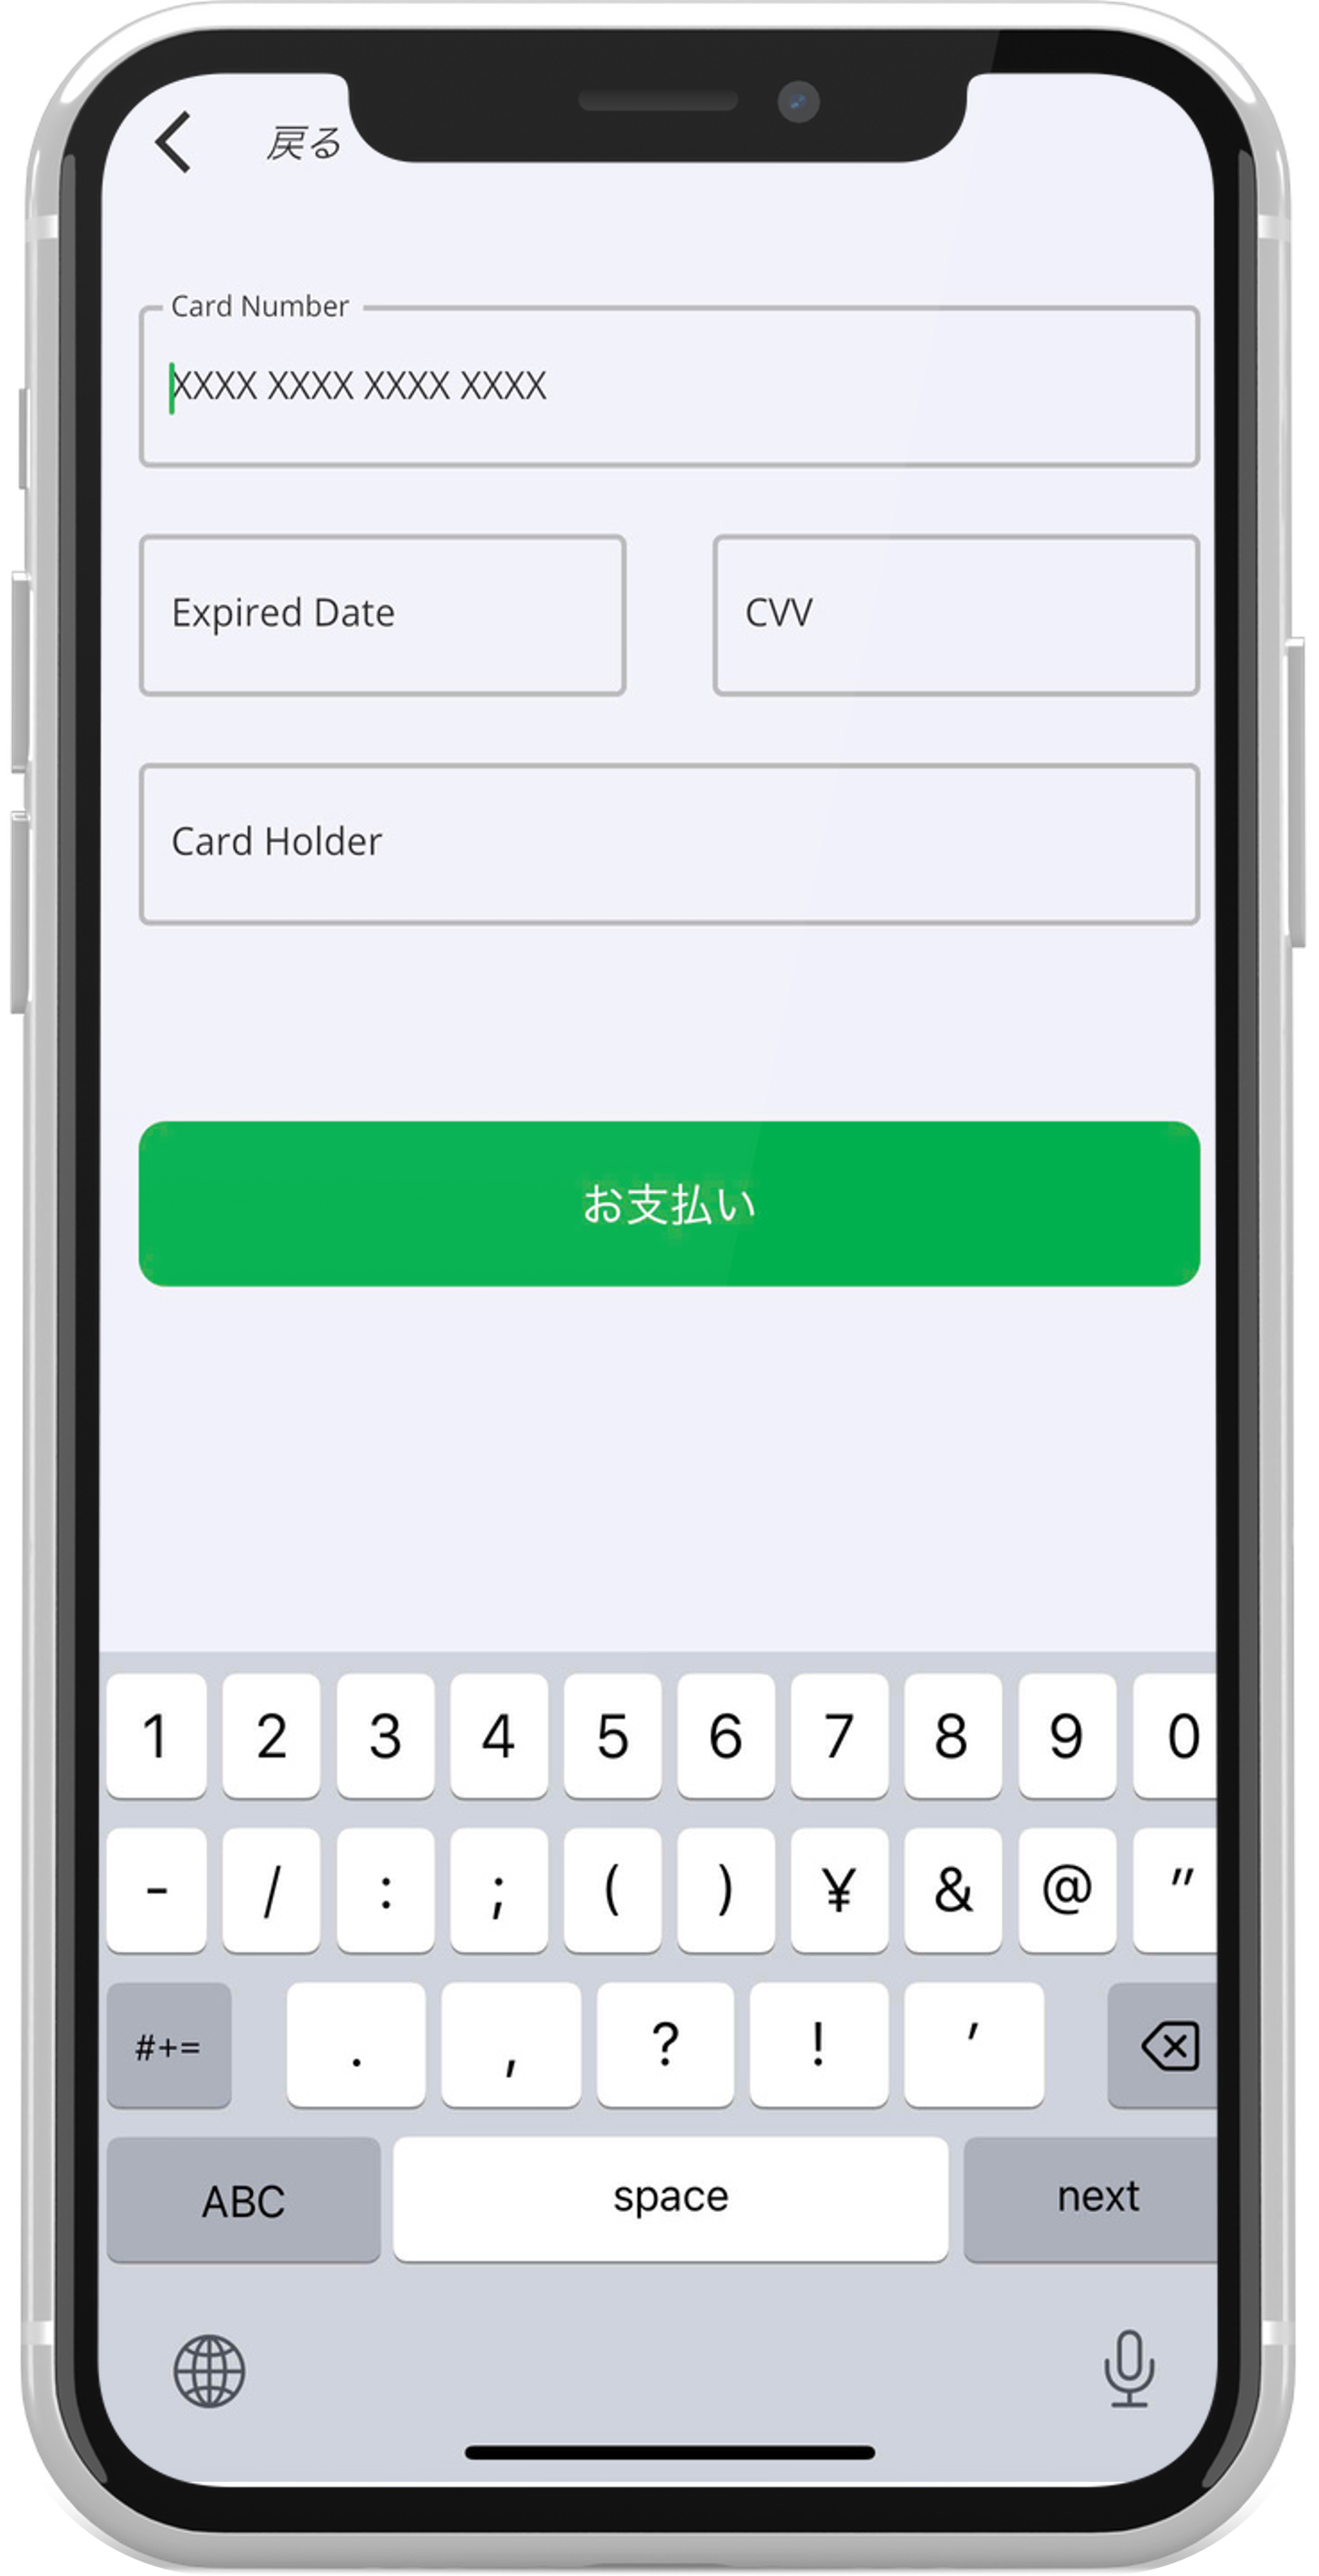 戻る
Card Number
XXXX XXXX XXXX XXXX
Expired Date
CVV
Card Holder
お支払い
1 2 3 4 5 6 7 8 9 0
- / : ; ( ) ¥ & @ "
#+= . , ? ! '
ABC space next